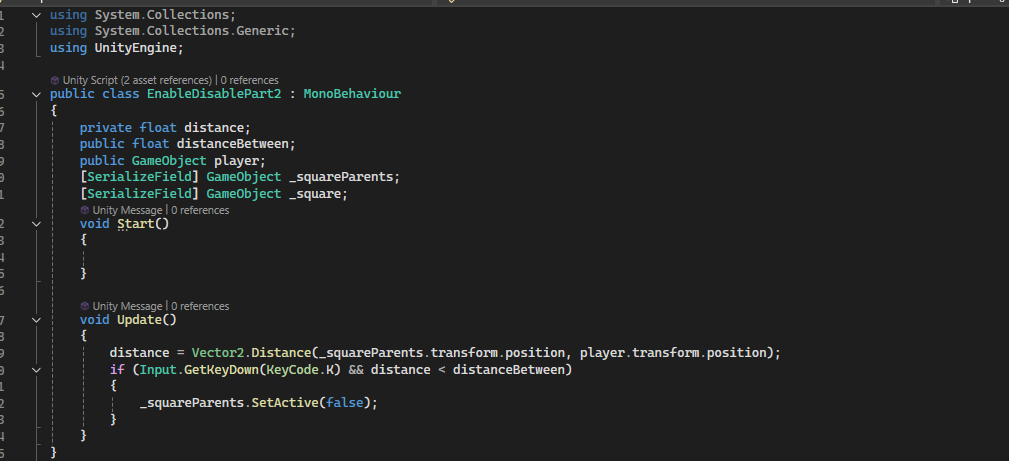 1 using System.Collections;
2 using System.Collections.Generic;
3 using UnityEngine;
4
Unity Script (2 asset references) | 0 references
5 public class EnableDisablePart2 : MonoBehaviour
6 {
7 private float distance;
8 public float distanceBetween;
9 public GameObject player;
0 [SerializeField] GameObject _squareParents;
1 [SerializeField] GameObject _square;
Unity Message | 0 references
2 void Start()
3 {
4
5 }
6
Unity Message | 0 references
7 void Update()
8 {
9 distance = Vector2.Distance(_squareParents.transform.position, player.transform.position);
0 if (Input.GetKeyDown(KeyCode.K) && distance < distanceBetween)
1 {
2 _squareParents.SetActive(false);
3 }
4 }
5 }